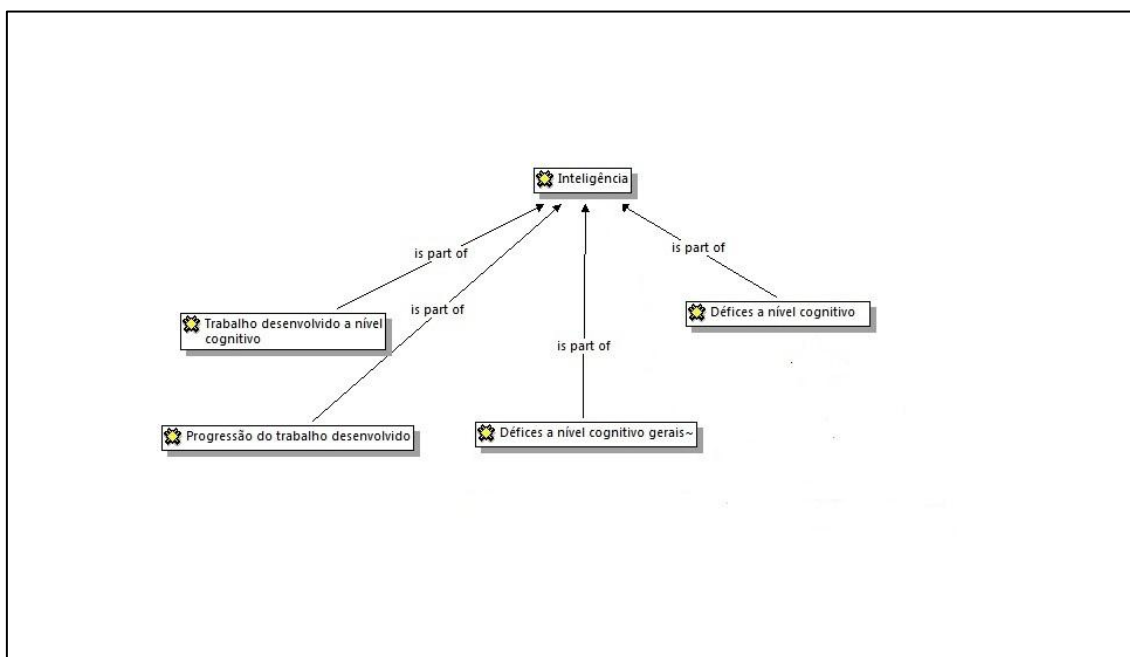 Inteligência
is part of
is part of
Défices a nível cognitivo
Trabalho desenvolvido a nível
cognitivo
is part of
is part of
Progressão do trabalho desenvolvido
Défices a nível cognitivo gerais~